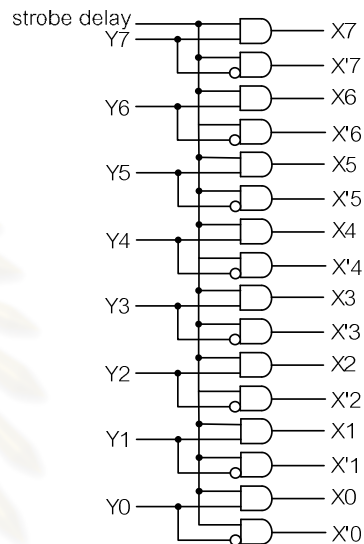 strobe delay
X7
Y7
X'7
X6
Y6
X'6
X5
Y5
X'5
X4
Y4
X'4
X3
Y3
X'3
X2
Y2
X'2
X1
Y1
X'1
X0
Y0
X'0